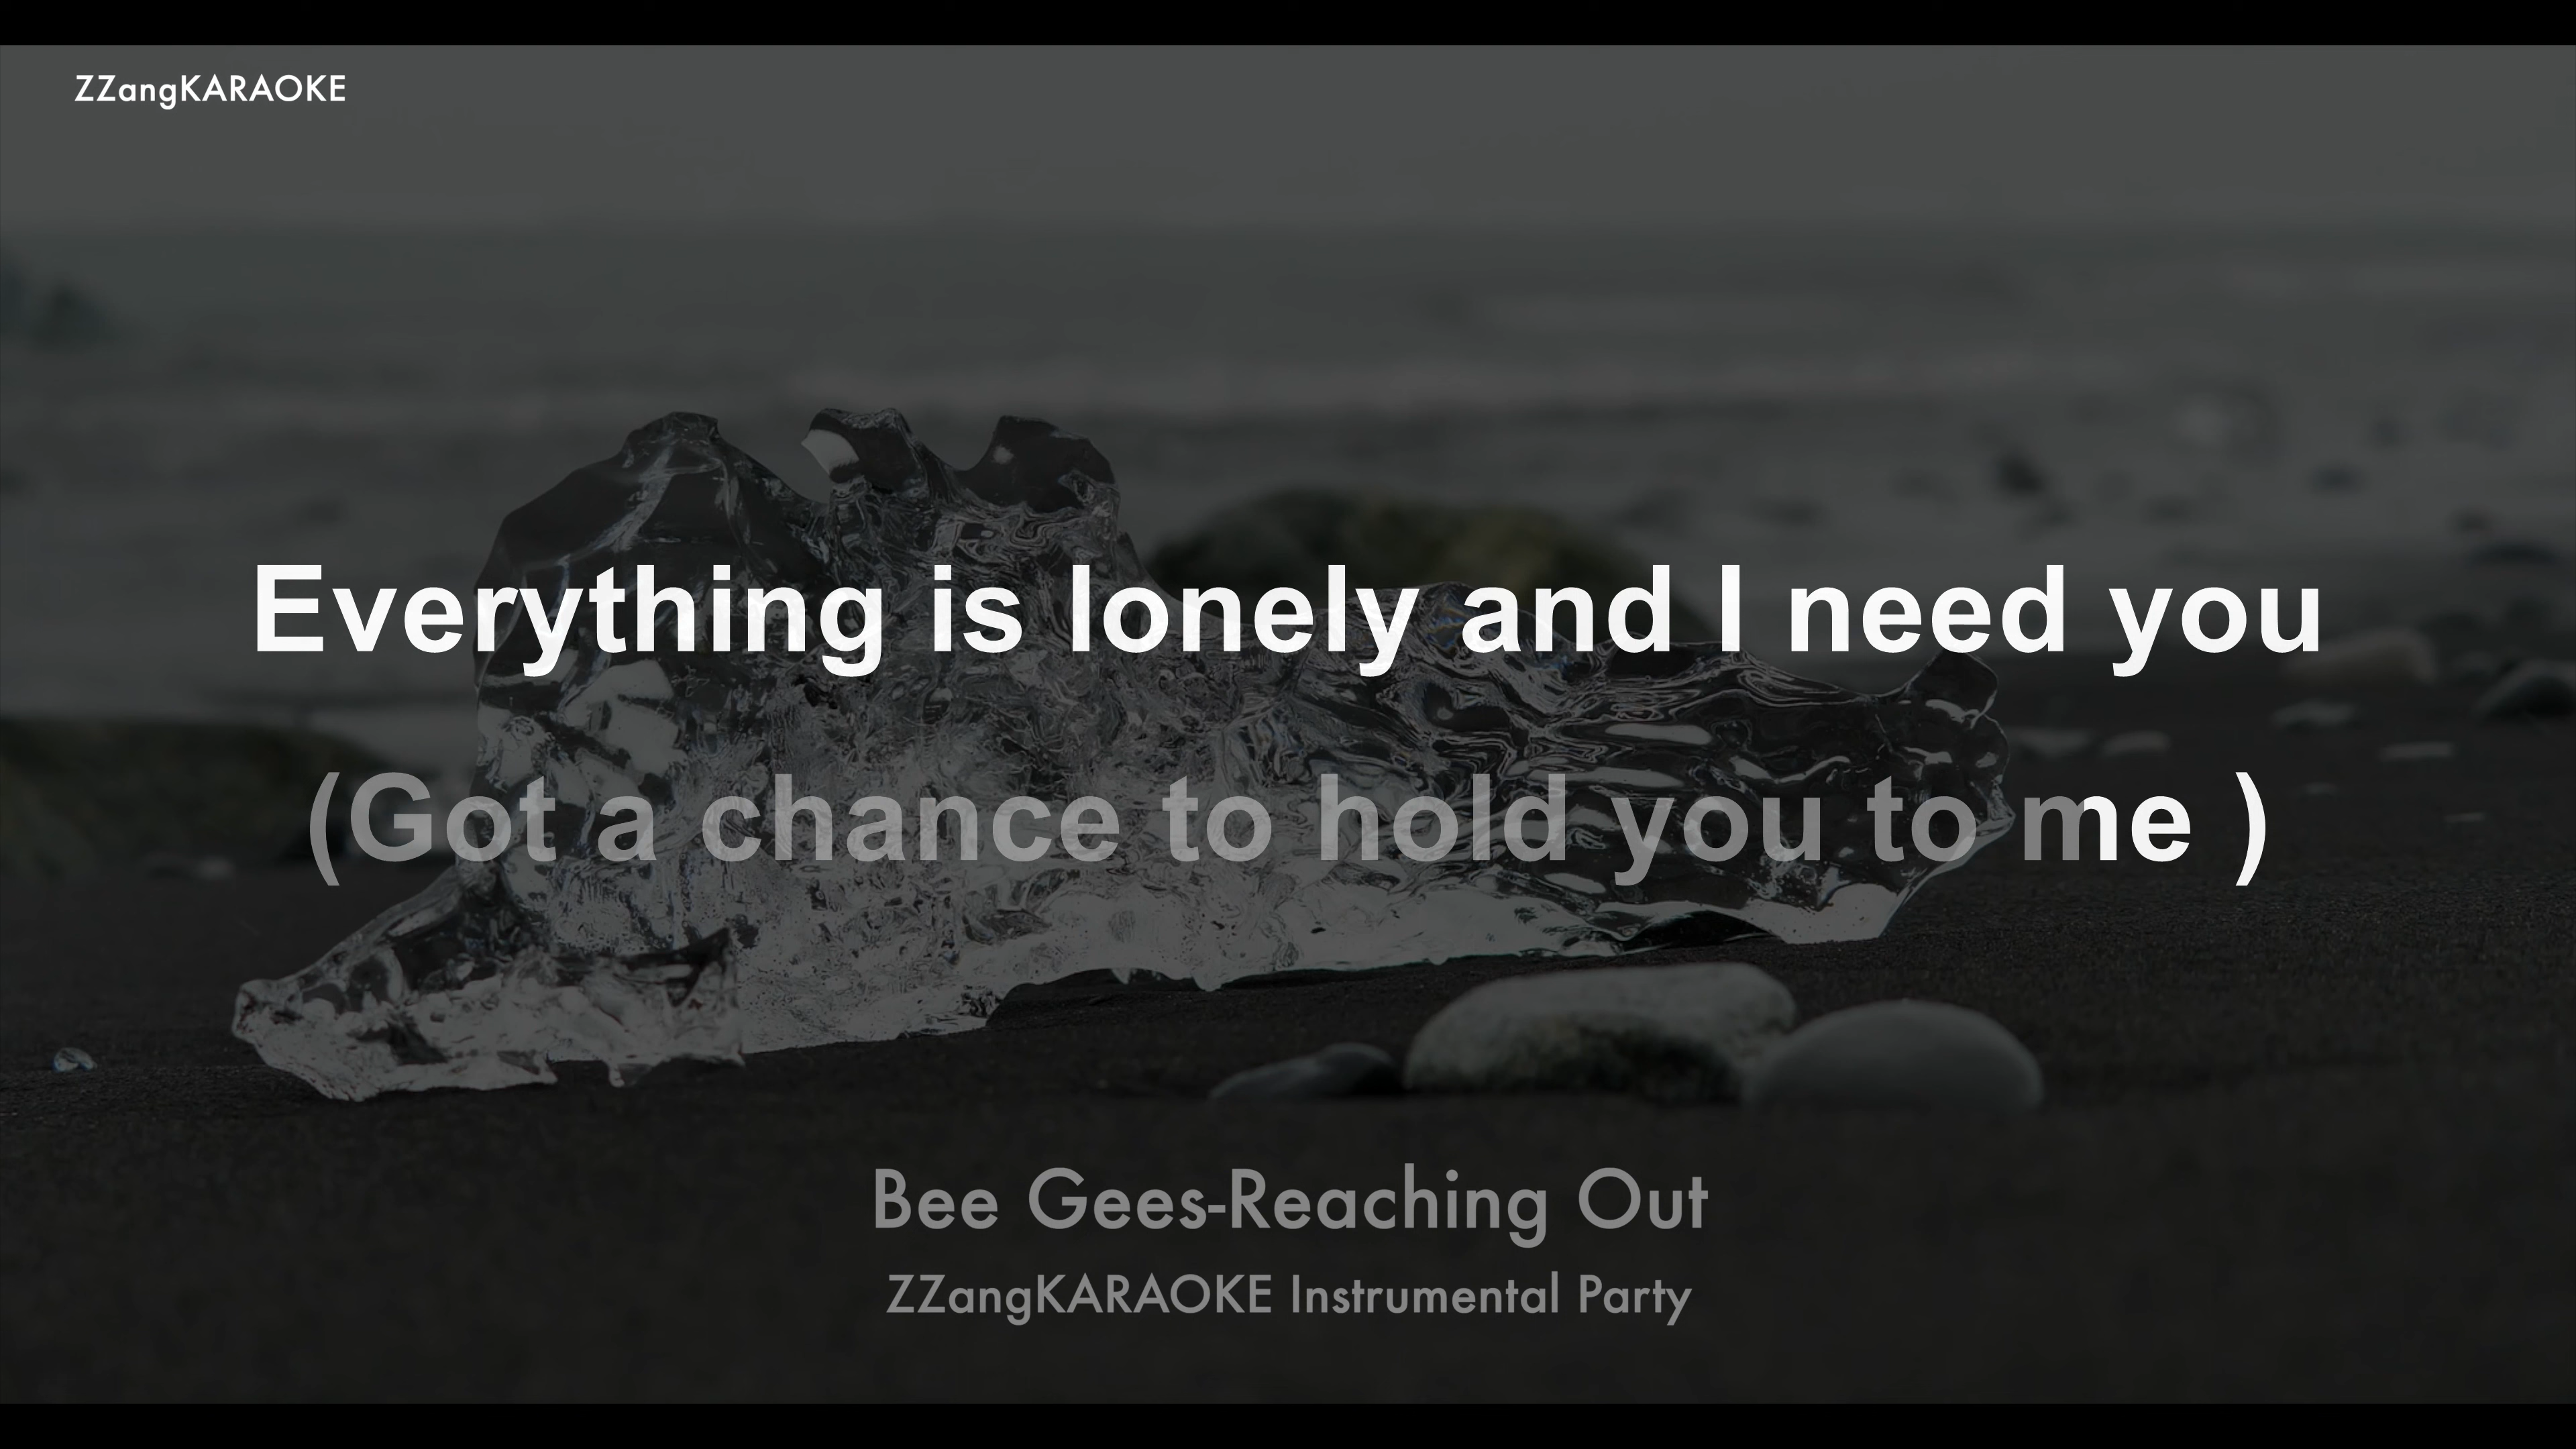 ZZangKARAOKE
Everything is lonely and I need you
(Got a chance to hold you to me )
Bee Gees-Reaching Out
ZZangKARAOKE Instrumental Party